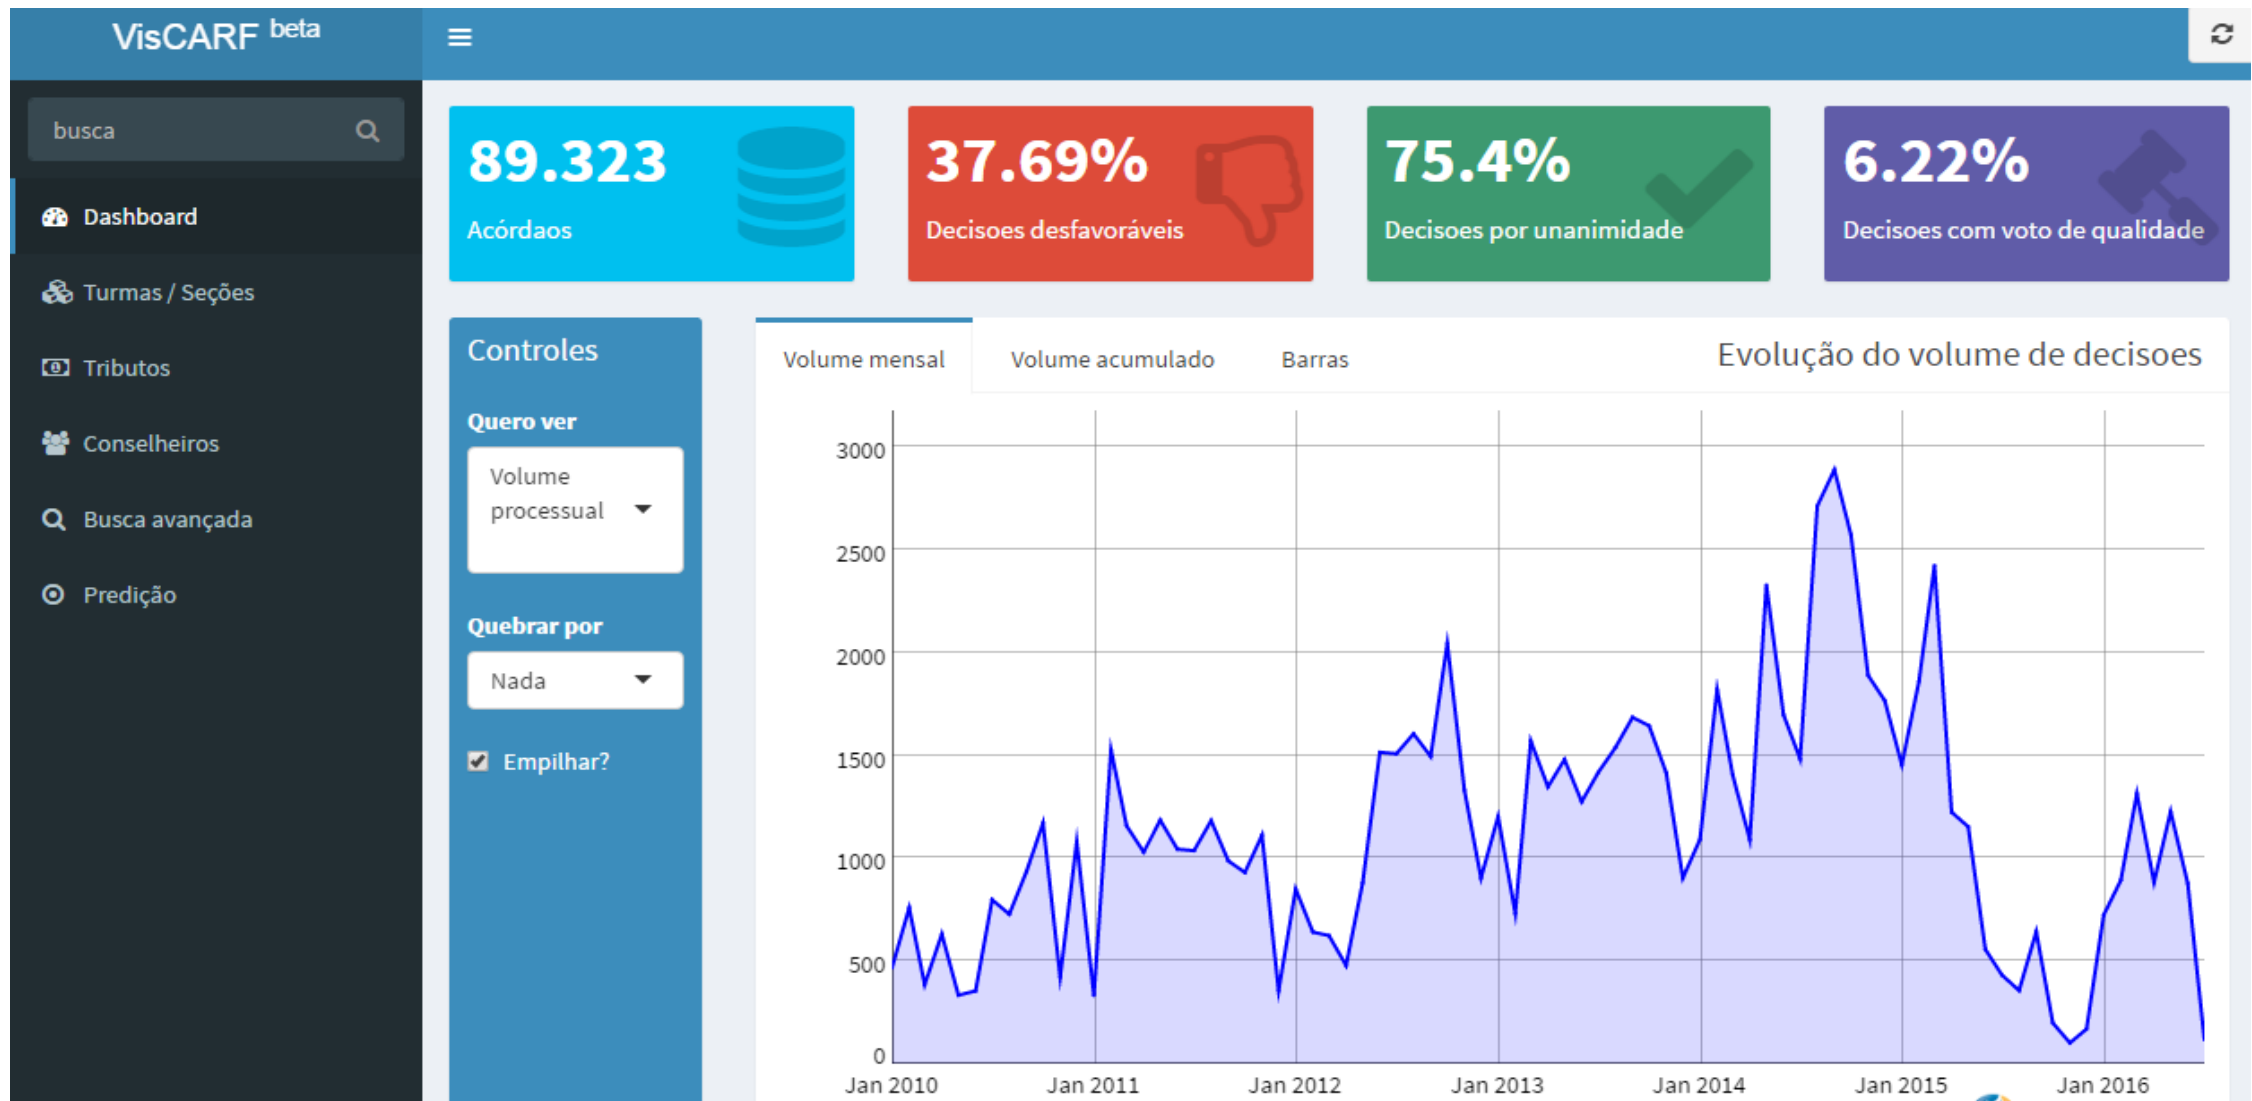 VisCARF beta
busca
Dashboard
Turmas / Seções
Tributos
Conselheiros
Busca avançada
Predição
89.323
Acórdaos
37.69%
Decisoes desfavoráveis
75.4%
Decisoes por unanimidade
6.22%
Decisoes com voto de qualidade
Controles
Quero ver
Volume
processual
Quebrar por
Nada
Empilhar?
Volume mensal
Volume acumulado
Barras
Evolução do volume de decisoes
3000
2500
2000
1500
1000
500
0
Jan 2010
Jan 2011
Jan 2012
Jan 2013
Jan 2014
Jan 2015
Jan 2016